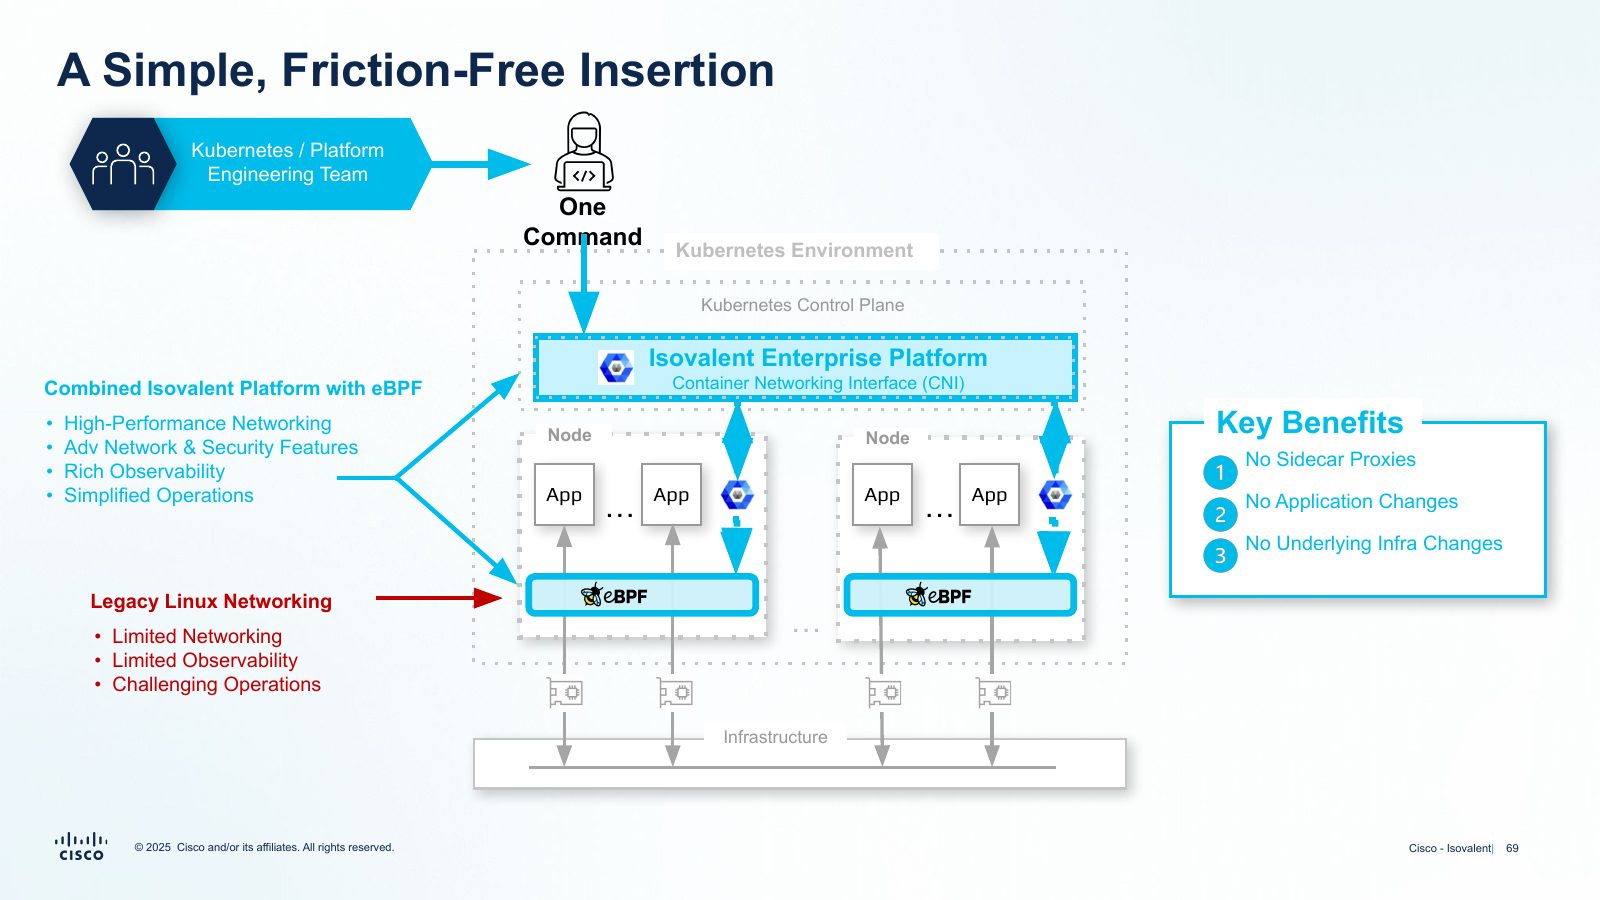 A Simple, Friction-Free Insertion
Kubernetes / Platform
Engineering Team
One
Command
Kubernetes Environment
Kubernetes Control Plane
Isovalent Enterprise Platform
Container Networking Interface (CNI)
Combined Isovalent Platform with eBPF
• High-Performance Networking
• Adv Network & Security Features
• Rich Observability
• Simplified Operations
Legacy Linux Networking
• Limited Networking
• Limited Observability
• Challenging Operations
Node
App
...
App
eBPF
...
Node
App
...
App
eBPF
Infrastructure
Key Benefits
1 No Sidecar Proxies
2 No Application Changes
3 No Underlying Infra Changes
CISCO
© 2025 Cisco and/or its affiliates. All rights reserved.
Cisco - Isovalent| 69